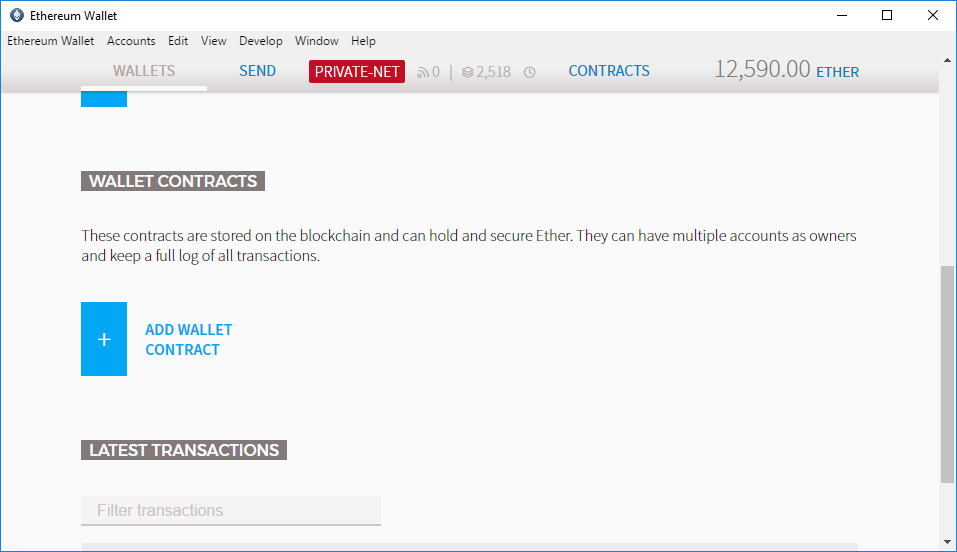 Ethereum Wallet
Ethereum Wallet Accounts Edit View Develop Window Help
WALLETS SEND PRIVATE-NET 0 | 2,518 CONTRACTS 12,590.00 ETHER
WALLET CONTRACTS
These contracts are stored on the blockchain and can hold and secure Ether. They can have multiple accounts as owners
and keep a full log of all transactions.
+ ADD WALLET
CONTRACT
LATEST TRANSACTIONS
Filter transactions